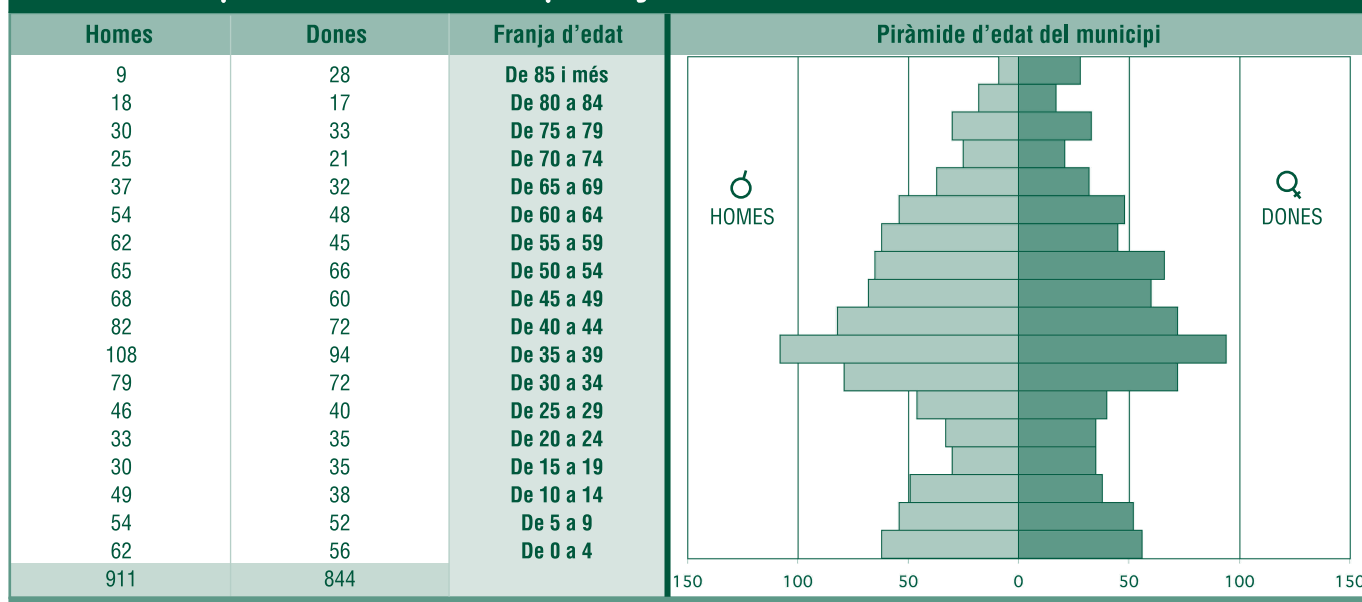 Homes Dones Franja d'edat Piràmide d'edat del municipi
9 28 De 85 i més
18 17 De 80 a 84
30 33 De 75 a 79
25 21 De 70 a 74
37 32 De 65 a 69
54 48 De 60 a 64
62 45 De 55 a 59
65 66 De 50 a 54
68 60 De 45 a 49
82 72 De 40 a 44
108 94 De 35 a 39
79 72 De 30 a 34
46 40 De 25 a 29
33 35 De 20 a 24
30 35 De 15 a 19
49 38 De 10 a 14
54 52 De 5 a 9
62 56 De 0 a 4
911 844
HOMES DONES
150 100 50 0 50 100 150